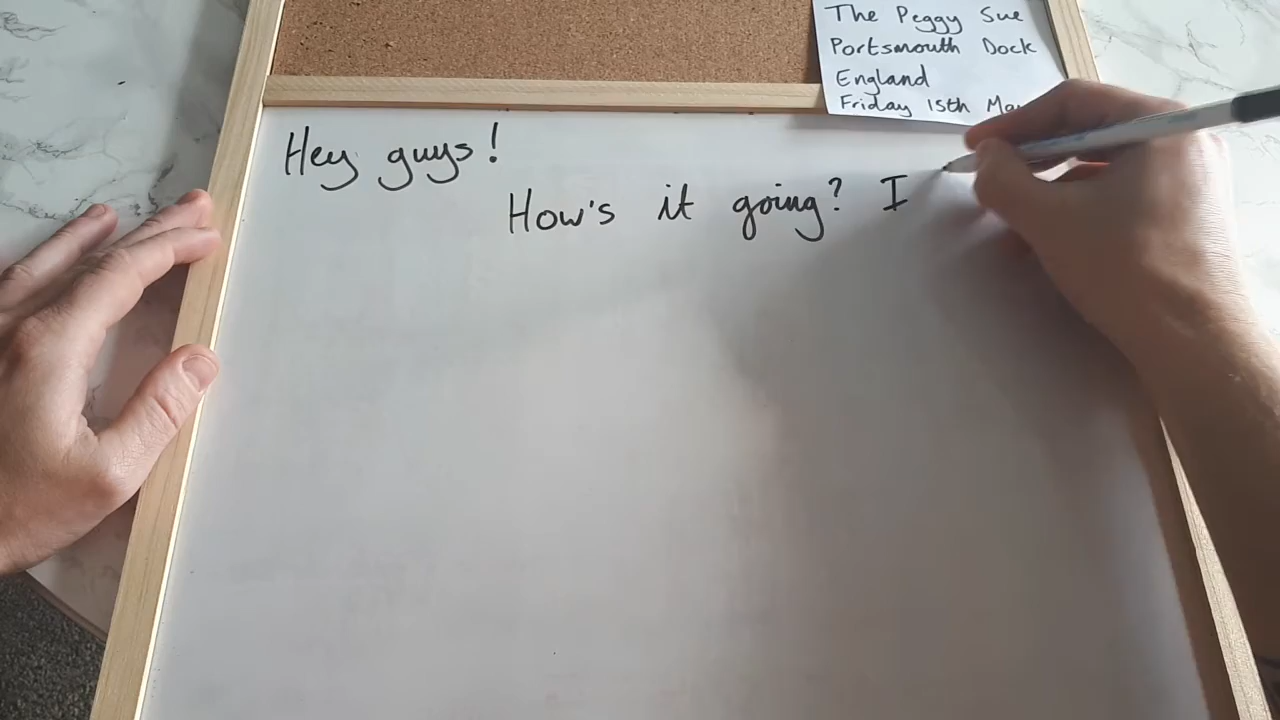 The Peggy Sue
Portsmouth Dock
England
Friday 15th
Hey guys!
How's it going? I